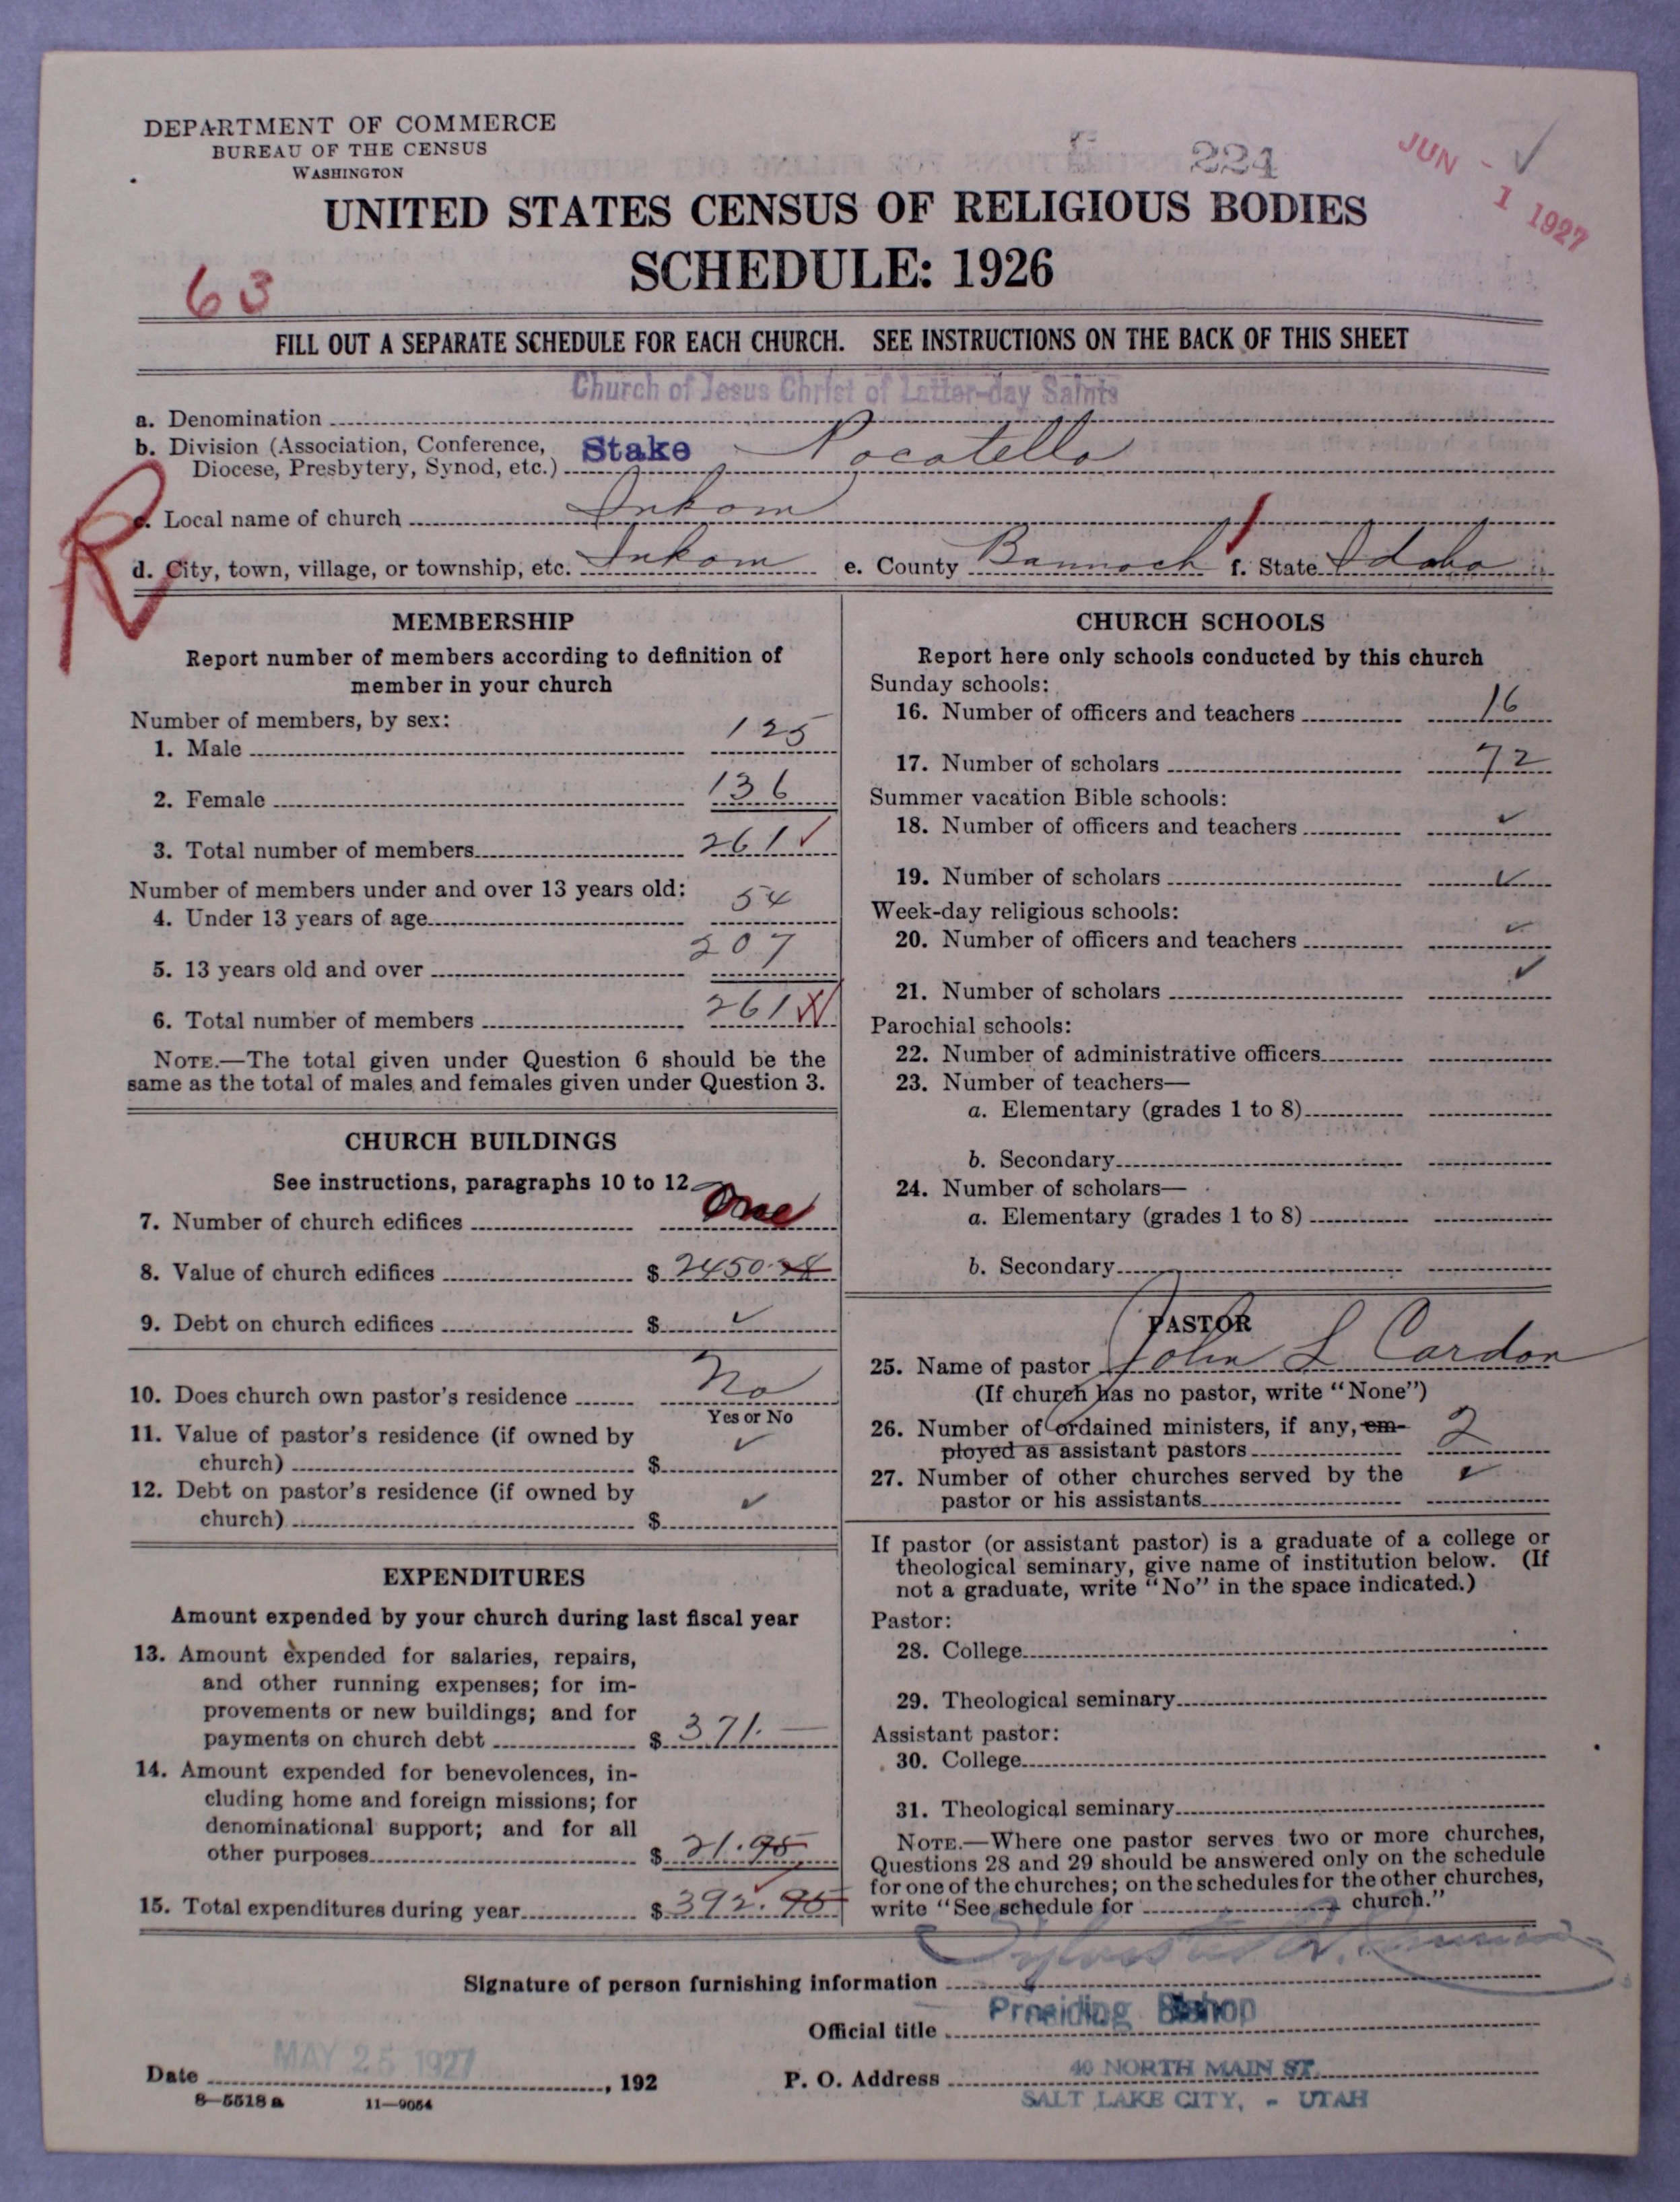 DEPARTMENT OF COMMERCE
BUREAU OF THE CENSUS
WASHINGTON
224
JUN - 1 1927
UNITED STATES CENSUS OF RELIGIOUS BODIES
SCHEDULE: 1926
63
FILL OUT A SEPARATE SCHEDULE FOR EACH CHURCH. SEE INSTRUCTIONS ON THE BACK OF THIS SHEET
Church of Jesus Christ of Latter-day Saints
a. Denomination
b. Division (Association, Conference, Diocese, Presbytery, Synod, etc.) Stake Pocatello
R
c. Local name of church Inkom
d. City, town, village, or township, etc. Inkom e. County Bannock f. State Idaho
MEMBERSHIP
Report number of members according to definition of
member in your church
Number of members, by sex:
1. Male 125
2. Female 136
3. Total number of members 261 ✓
Number of members under and over 13 years old:
4. Under 13 years of age 54
5. 13 years old and over 207
6. Total number of members 261
NOTE.—The total given under Question 6 should be the
same as the total of males and females given under Question 3.
CHURCH BUILDINGS
See instructions, paragraphs 10 to 12
7. Number of church edifices One
8. Value of church edifices $ 2450
9. Debt on church edifices $ ✓
10. Does church own pastor's residence No
Yes or No
11. Value of pastor's residence (if owned by
church) $ ✓
12. Debt on pastor's residence (if owned by
church) $ ✓
EXPENDITURES
Amount expended by your church during last fiscal year
13. Amount expended for salaries, repairs,
and other running expenses; for im-
provements or new buildings; and for
payments on church debt $ 371. —
14. Amount expended for benevolences, in-
cluding home and foreign missions; for
denominational support; and for all
other purposes $ 21.95
15. Total expenditures during year $ 392.95
CHURCH SCHOOLS
Report here only schools conducted by this church
Sunday schools:
16. Number of officers and teachers 16
17. Number of scholars 72
Summer vacation Bible schools:
18. Number of officers and teachers ✓
19. Number of scholars ✓
Week-day religious schools:
20. Number of officers and teachers ✓
21. Number of scholars ✓
Parochial schools:
22. Number of administrative officers
23. Number of teachers—
a. Elementary (grades 1 to 8)
b. Secondary
24. Number of scholars—
a. Elementary (grades 1 to 8)
b. Secondary
PASTOR
25. Name of pastor John L Cardon
(If church has no pastor, write "None")
26. Number of ordained ministers, if any, em-
ployed as assistant pastors 2
27. Number of other churches served by the
pastor or his assistants ✓
If pastor (or assistant pastor) is a graduate of a college or
theological seminary, give name of institution below. (If
not a graduate, write "No" in the space indicated.)
Pastor:
28. College
29. Theological seminary
Assistant pastor:
30. College
31. Theological seminary
NOTE.—Where one pastor serves two or more churches,
Questions 28 and 29 should be answered only on the schedule
for one of the churches; on the schedules for the other churches,
write "See schedule for church."
Signature of person furnishing information
Official title Presiding Bishop
Date MAY 25 1927, 192
P. O. Address 40 NORTH MAIN ST.
SALT LAKE CITY, - UTAH
8—5518 a 11—9054